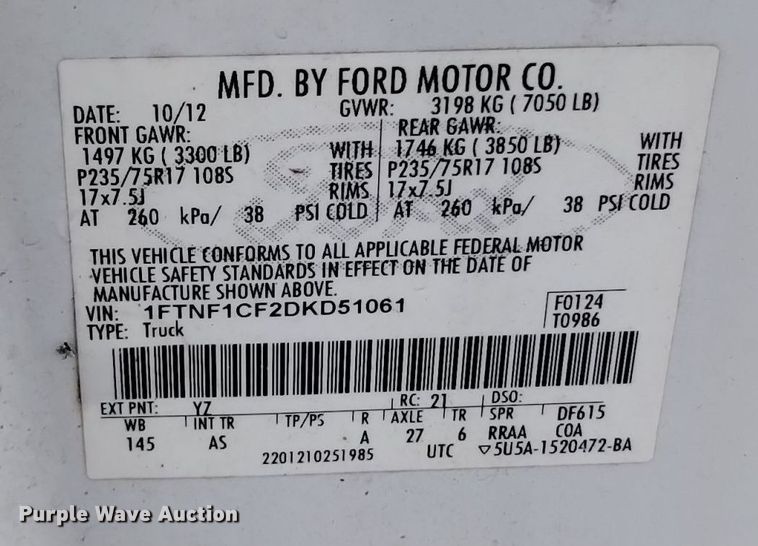 MFD. BY FORD MOTOR CO.
DATE: 10/12 GVWR: 3198 KG ( 7050 LB)
FRONT GAWR: REAR GAWR:
1497 KG ( 3300 LB) WITH 1746 KG ( 3850 LB) WITH
P235/75R17 108S TIRES P235/75R17 108S TIRES
17x7.5J RIMS 17x7.5J RIMS
AT 260 kPa/ 38 PSI COLD AT 260 kPa/ 38 PSI COLD
THIS VEHICLE CONFORMS TO ALL APPLICABLE FEDERAL MOTOR
VEHICLE SAFETY STANDARDS IN EFFECT ON THE DATE OF
MANUFACTURE SHOWN ABOVE.
VIN: 1FTNF1CF2DKD51061 F0124
TYPE: Truck T0986
EXT PNT: YZ RC: 21 DSO:
WB INT TR TP/PS R AXLE TR SPR DF615
145 AS A 27 6 RRAA COA
2201210251985 UTC ▽5U5A-1520472-BA
Purple Wave Auction